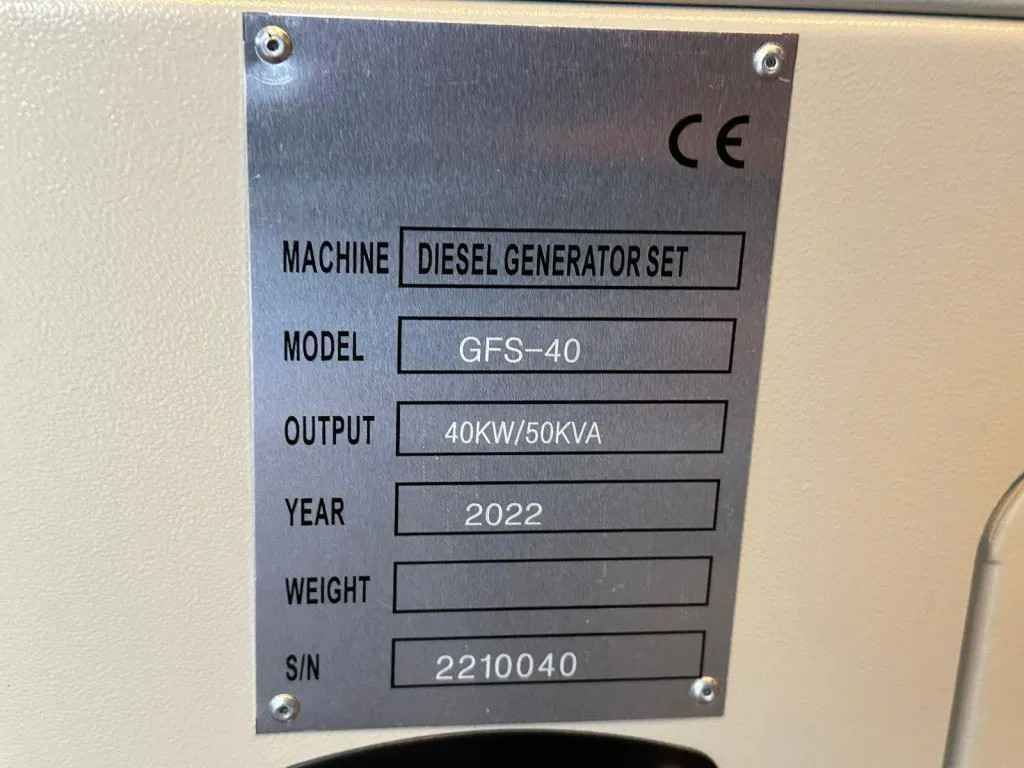 CE
MACHINE DIESEL GENERATOR SET
MODEL GFS-40
OUTPUT 40KW/50KVA
YEAR 2022
WEIGHT
S/N 2210040